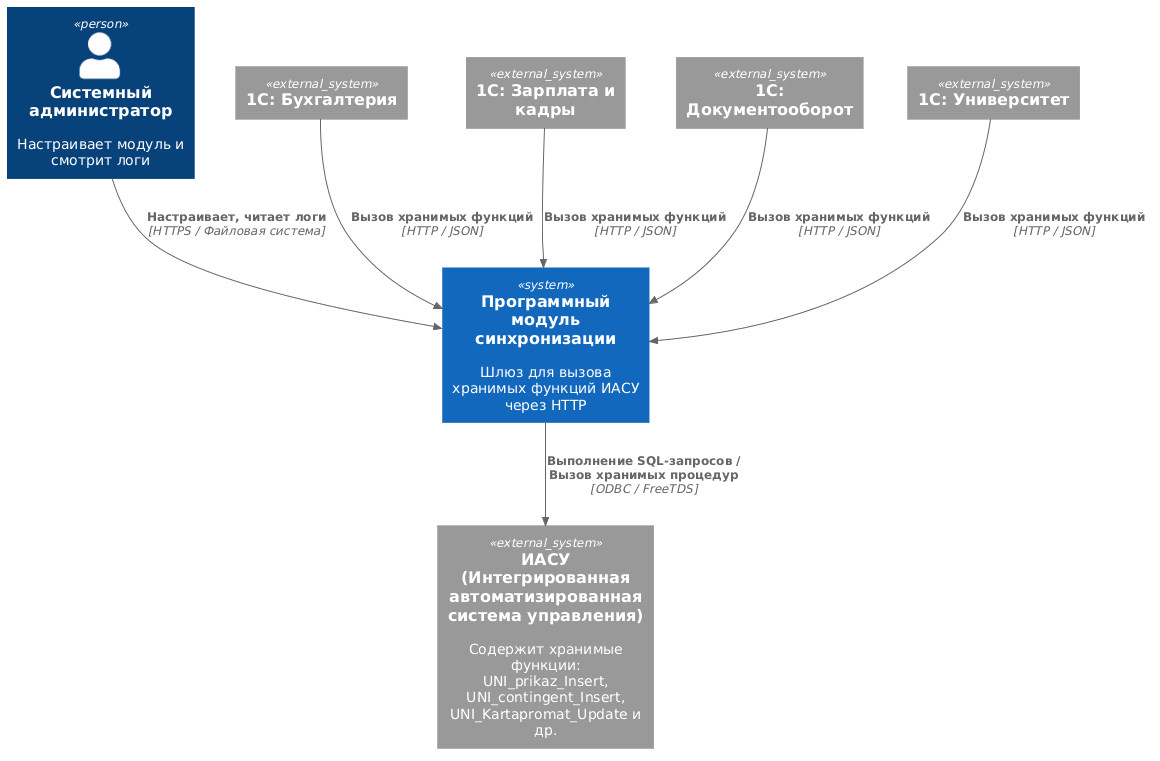 «person»
Системный
администратор
Настраивает модуль и
смотрит логи
«external_system»
1С: Бухгалтерия
«external_system»
1С: Зарплата и
кадры
«external_system»
1С:
Документооборот
«external_system»
1С: Университет
Настраивает, читает логи
[HTTPS / Файловая система]
Вызов хранимых функций
[HTTP / JSON]
Вызов хранимых функций
[HTTP / JSON]
Вызов хранимых функций
[HTTP / JSON]
Вызов хранимых функций
[HTTP / JSON]
«system»
Программный
модуль
синхронизации
Шлюз для вызова
хранимых функций ИАСУ
через HTTP
Выполнение SQL-запросов /
Вызов хранимых процедур
[ODBC / FreeTDS]
«external_system»
ИАСУ
(Интегрированная
автоматизированная
система управления)
Содержит хранимые
функции:
UNI_prikaz_Insert,
UNI_contingent_Insert,
UNI_Kartapromat_Update и
др.